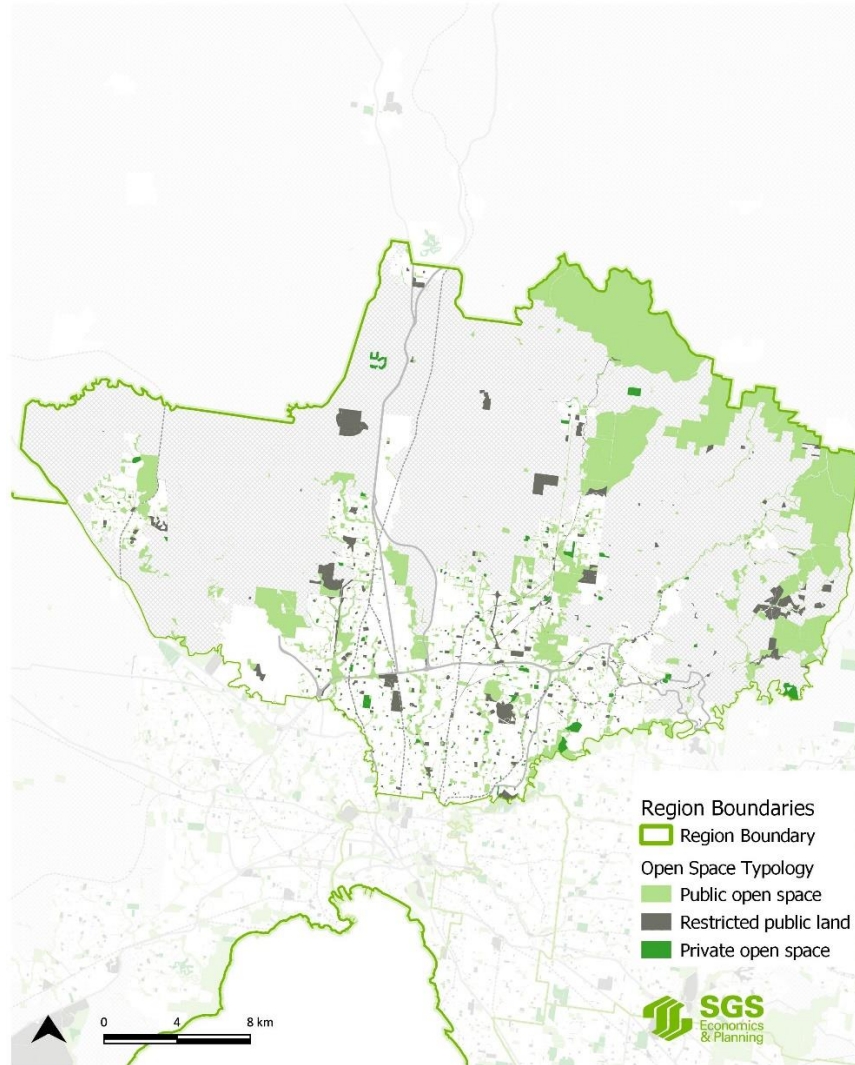 Region Boundaries
Region Boundary
Open Space Typology
Public open space
Restricted public land
Private open space
0 4 8 km
SGS
Economics
& Planning